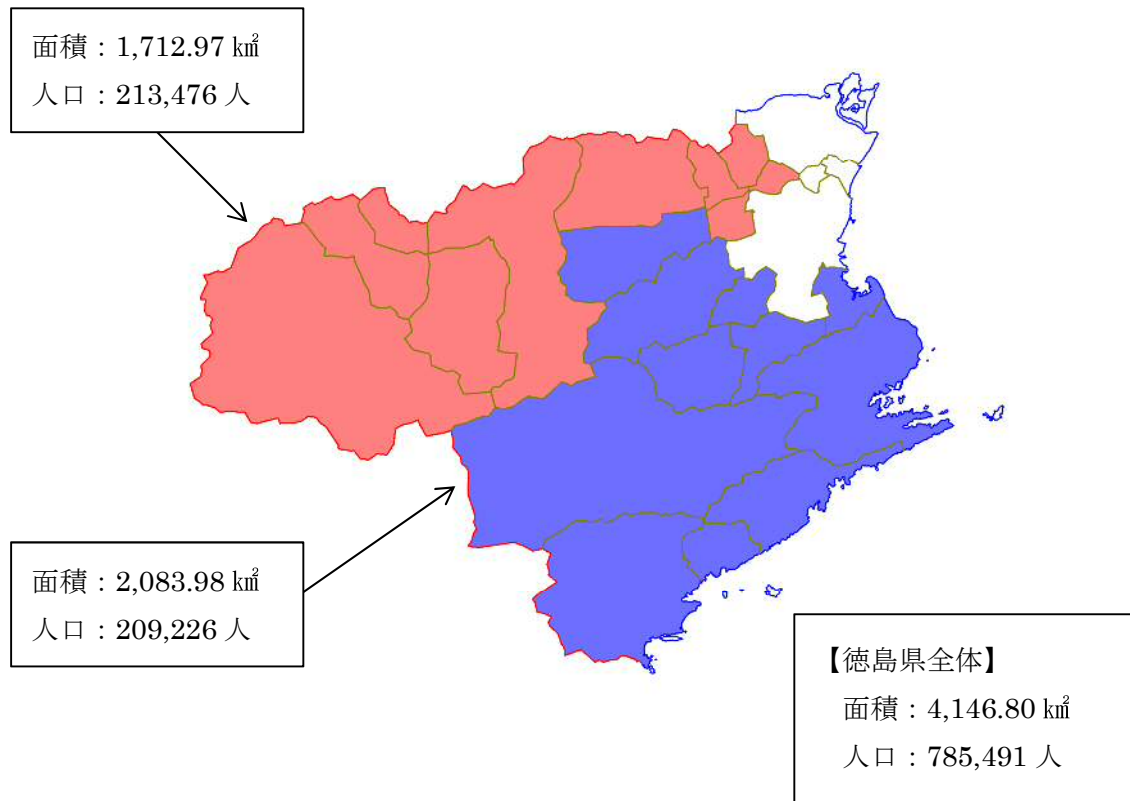 面積：1,712.97 ㎢
人口：213,476 人
面積：2,083.98 ㎢
人口：209,226 人
【徳島県全体】
面積：4,146.80 ㎢
人口：785,491 人